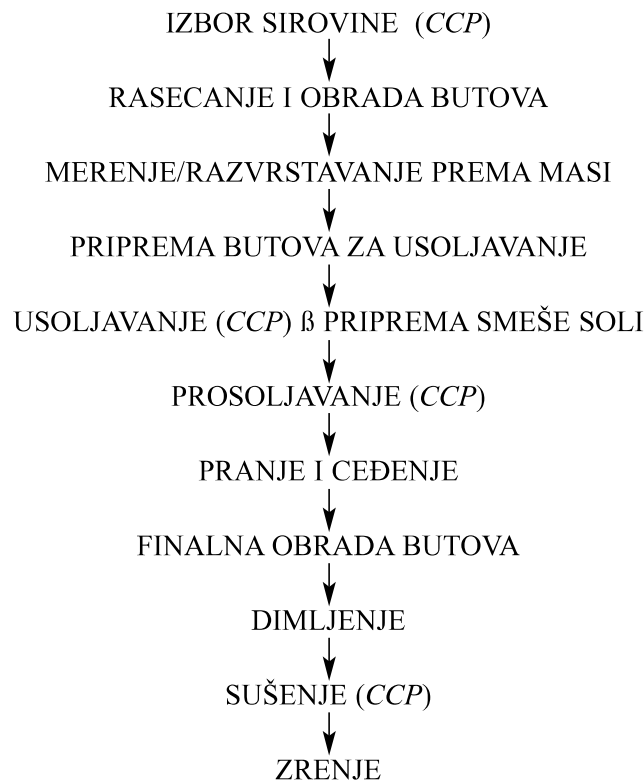 IZBOR SIROVINE (CCP)
RASECANJE I OBRADA BUTOVA
MERENJE/RAZVRSTAVANJE PREMA MASI
PRIPREMA BUTOVA ZA USOLJAVANJE
USOLJAVANJE (CCP) ß PRIPREMA SMEŠE SOLI
PROSOLJAVANJE (CCP)
PRANJE I CEĐENJE
FINALNA OBRADA BUTOVA
DIMLJENJE
SUŠENJE (CCP)
ZRENJE